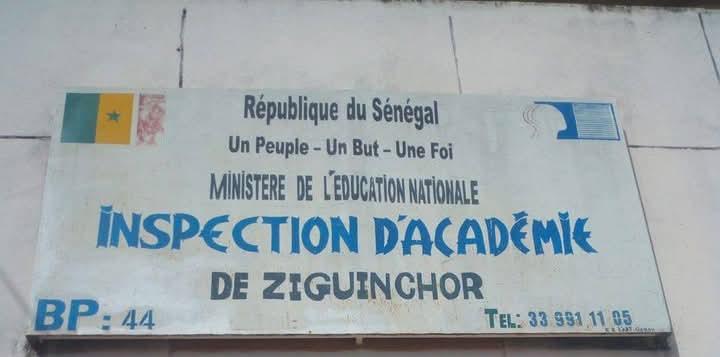 République du Sénégal
Un Peuple - Un But - Une Foi
MINISTERE DE L'EDUCATION NATIONALE
INSPECTION D'ACADÉMIE
DE ZIGUINCHOR
BP: 44
TEL: 33 991 11 05